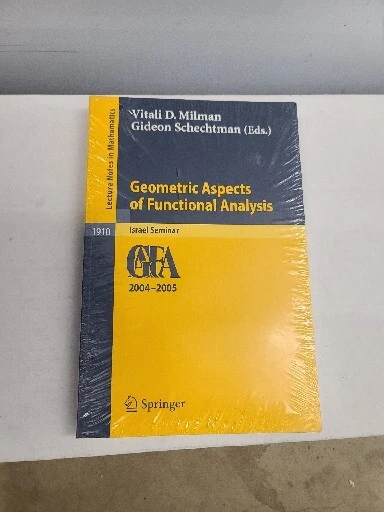 Vitali D. Milman
Gideon Schechtman (Eds.)
Lecture Notes in Mathematics
Geometric Aspects
of Functional Analysis
1910
Israel Seminar
GAFA
2004–2005
Springer